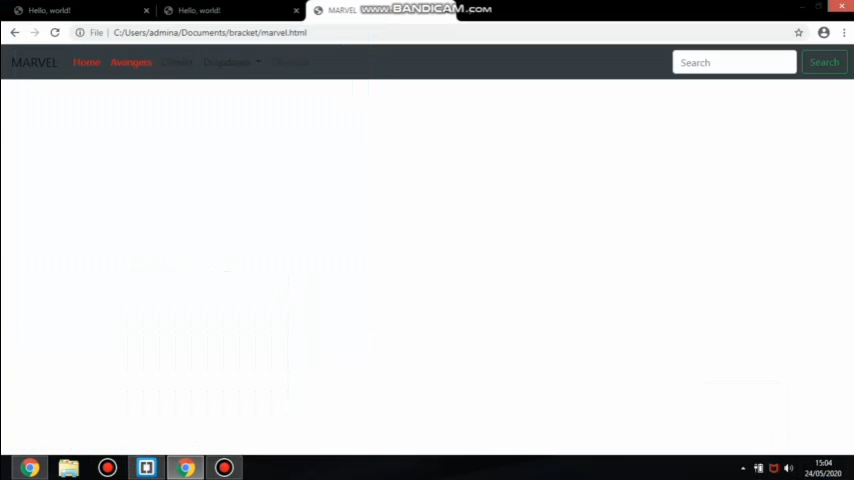 Hello, world!
Hello, world!
MARVEL
www.BANDICAM.com
File
C:/Users/admina/Documents/bracket/marvel.html
MARVEL
Home
Avengers
Dropdown
Search
Search
15:04
24/05/2020